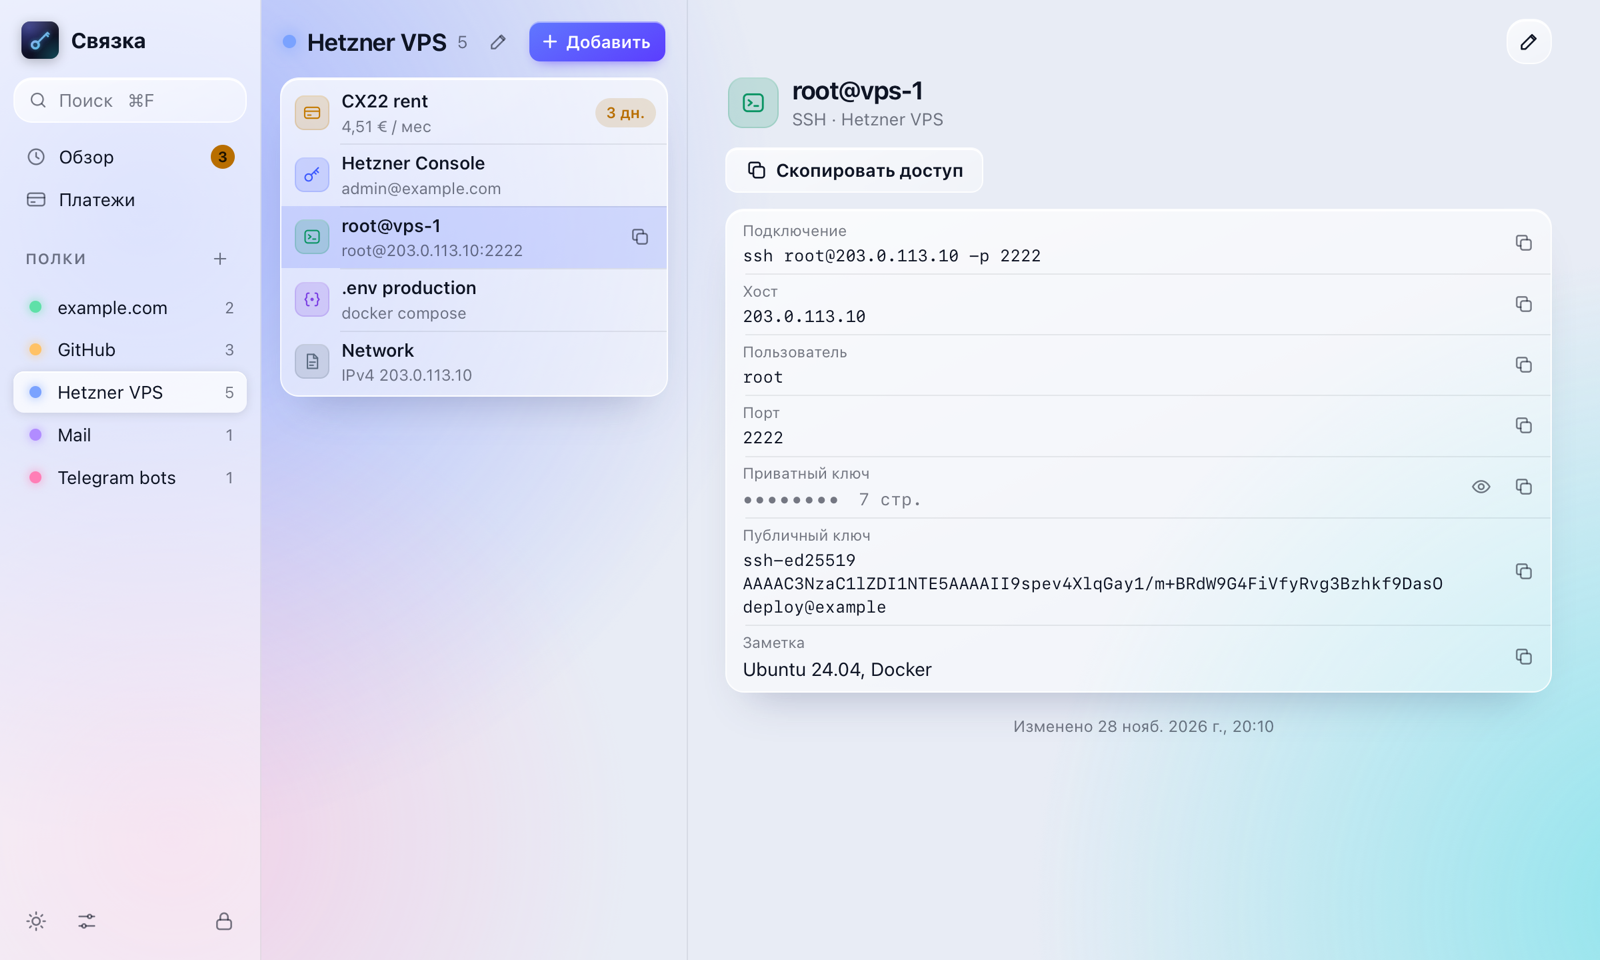 Связка
Поиск ⌘F
Обзор 3
Платежи
ПОЛКИ
example.com 2
GitHub 3
Hetzner VPS 5
Mail 1
Telegram bots 1
Hetzner VPS 5
Добавить
CX22 rent
4,51 € / мес
3 дн.
Hetzner Console
admin@example.com
root@vps-1
root@203.0.113.10:2222
.env production
docker compose
Network
IPv4 203.0.113.10
root@vps-1
SSH · Hetzner VPS
Скопировать доступ
Подключение
ssh root@203.0.113.10 -p 2222
Хост
203.0.113.10
Пользователь
root
Порт
2222
Приватный ключ
•••••••• 7 стр.
Публичный ключ
ssh-ed25519
AAAAC3NzaC1lZDI1NTE5AAAAII9spev4XlqGay1/m+BRdW9G4FiVfyRvg3Bzhkf9DasO
deploy@example
Заметка
Ubuntu 24.04, Docker
Изменено 28 нояб. 2026 г., 20:10